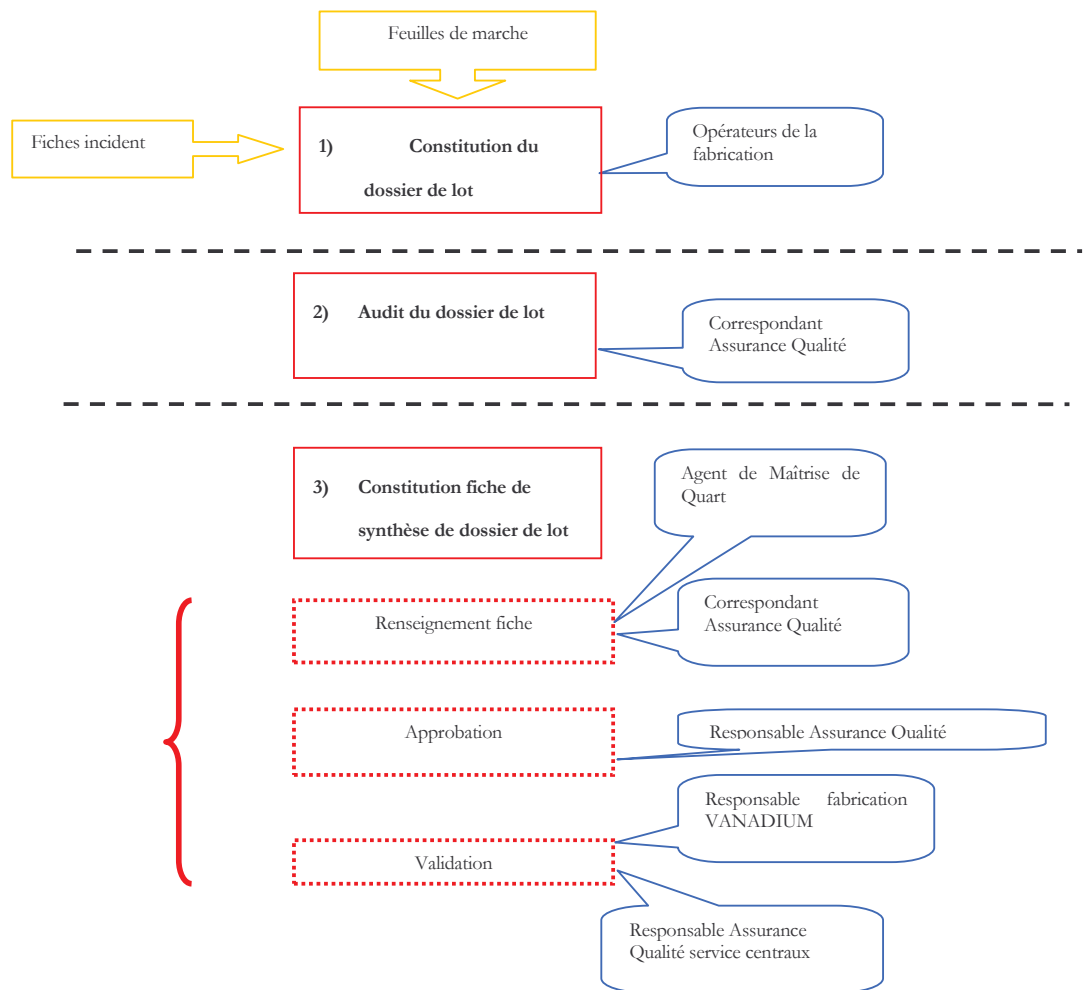 Feuilles de marche
Fiches incident
1) Constitution du
dossier de lot
Opérateurs de la
fabrication
2) Audit du dossier de lot
Correspondant
Assurance Qualité
3) Constitution fiche de
synthèse de dossier de lot
Agent de Maîtrise de
Quart
Renseignement fiche
Correspondant
Assurance Qualité
Approbation
Responsable Assurance Qualité
Responsable fabrication
VANADIUM
Validation
Responsable Assurance
Qualité service centraux